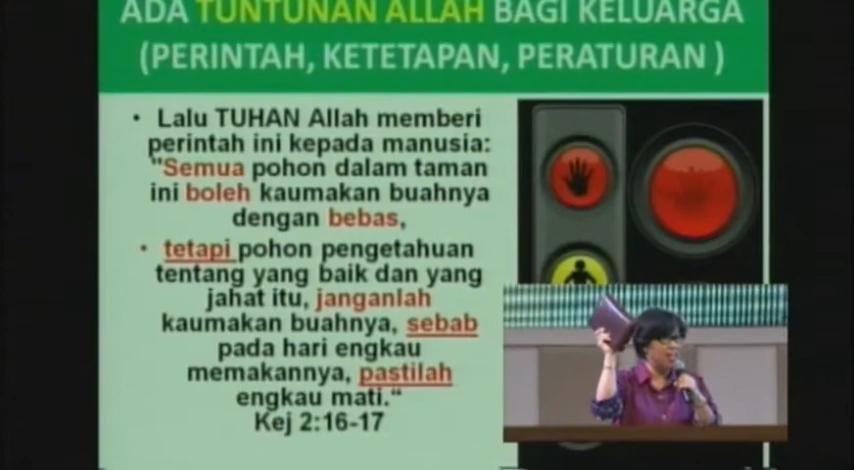 ADA TUNTUNAN ALLAH BAGI KELUARGA
(PERINTAH, KETETAPAN, PERATURAN )
• Lalu TUHAN Allah memberi
perintah ini kepada manusia:
"Semua pohon dalam taman
ini boleh kaumakan buahnya
dengan bebas,
• tetapi pohon pengetahuan
tentang yang baik dan yang
jahat itu, janganlah
kaumakan buahnya, sebab
pada hari engkau
memakannya, pastilah
engkau mati.“
Kej 2:16-17